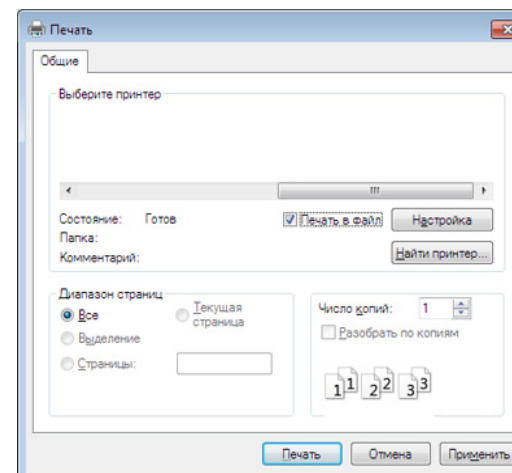 Печать
Общие
Выберите принтер
Состояние: Готов
Печать в файл
Настройка
Папка:
Комментарий:
Найти принтер...
Диапазон страниц
Все
Текущая
страница
Выделение
Страницы:
Число копий: 1
Разобрать по копиям
1 1 2 2 3 3
Печать Отмена Применить